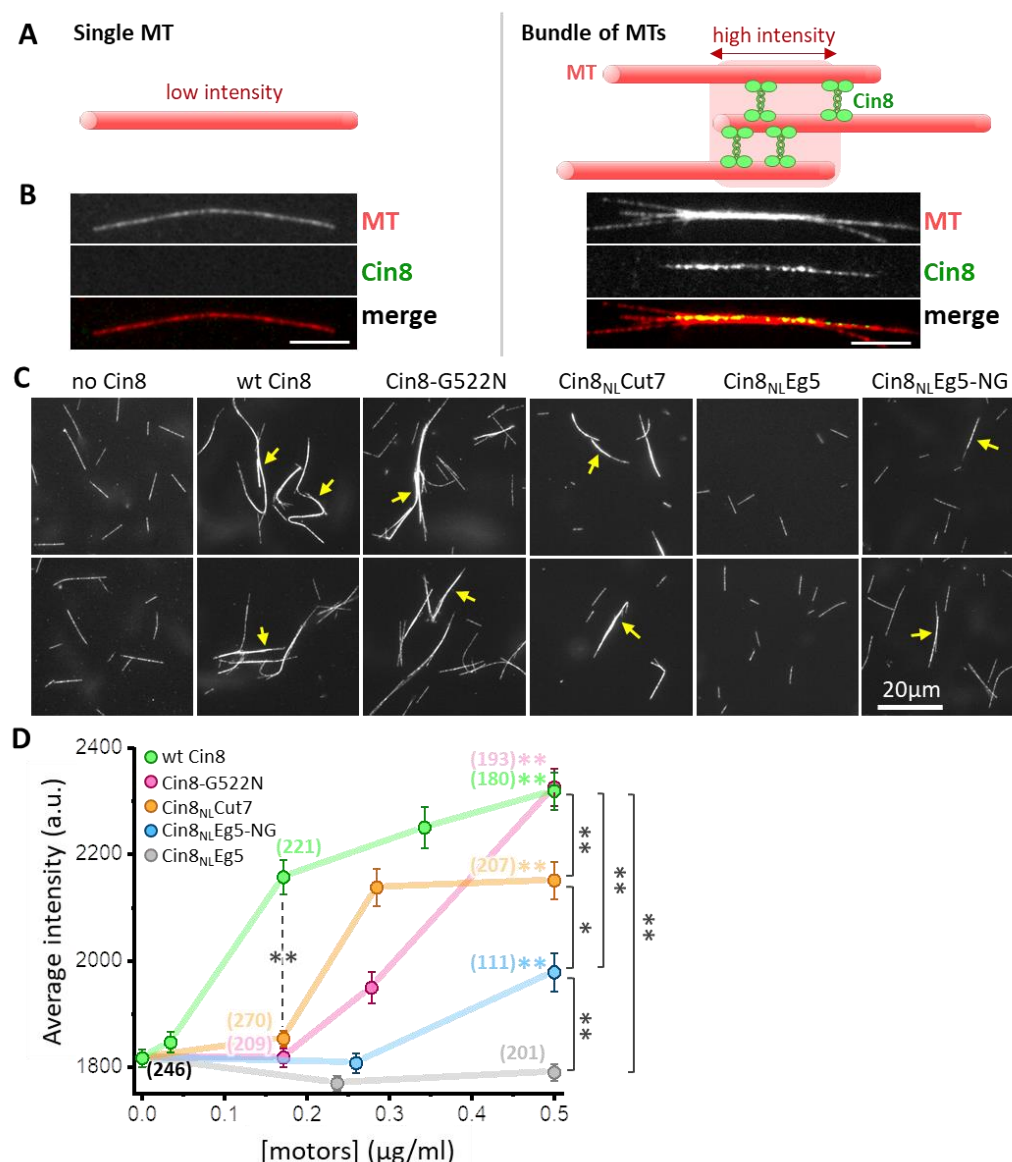 A
Single MT
low intensity
Bundle of MTs
high intensity
MT
Cin8
B
MT
Cin8
merge
MT
Cin8
merge
C
no Cin8
wt Cin8
Cin8-G522N
Cin8NLCut7
Cin8NLEg5
Cin8NLEg5-NG
20µm
D
Average intensity (a.u.)
2400
2200
2000
1800
wt Cin8
Cin8-G522N
Cin8NLCut7
Cin8NLEg5-NG
Cin8NLEg5
(193)**
(180)**
(221)
(207)**
(111)**
(270)
(209)
(246)
(201)
**
**
*
**
**
**
0.0 0.1 0.2 0.3 0.4 0.5
[motors] (µg/ml)